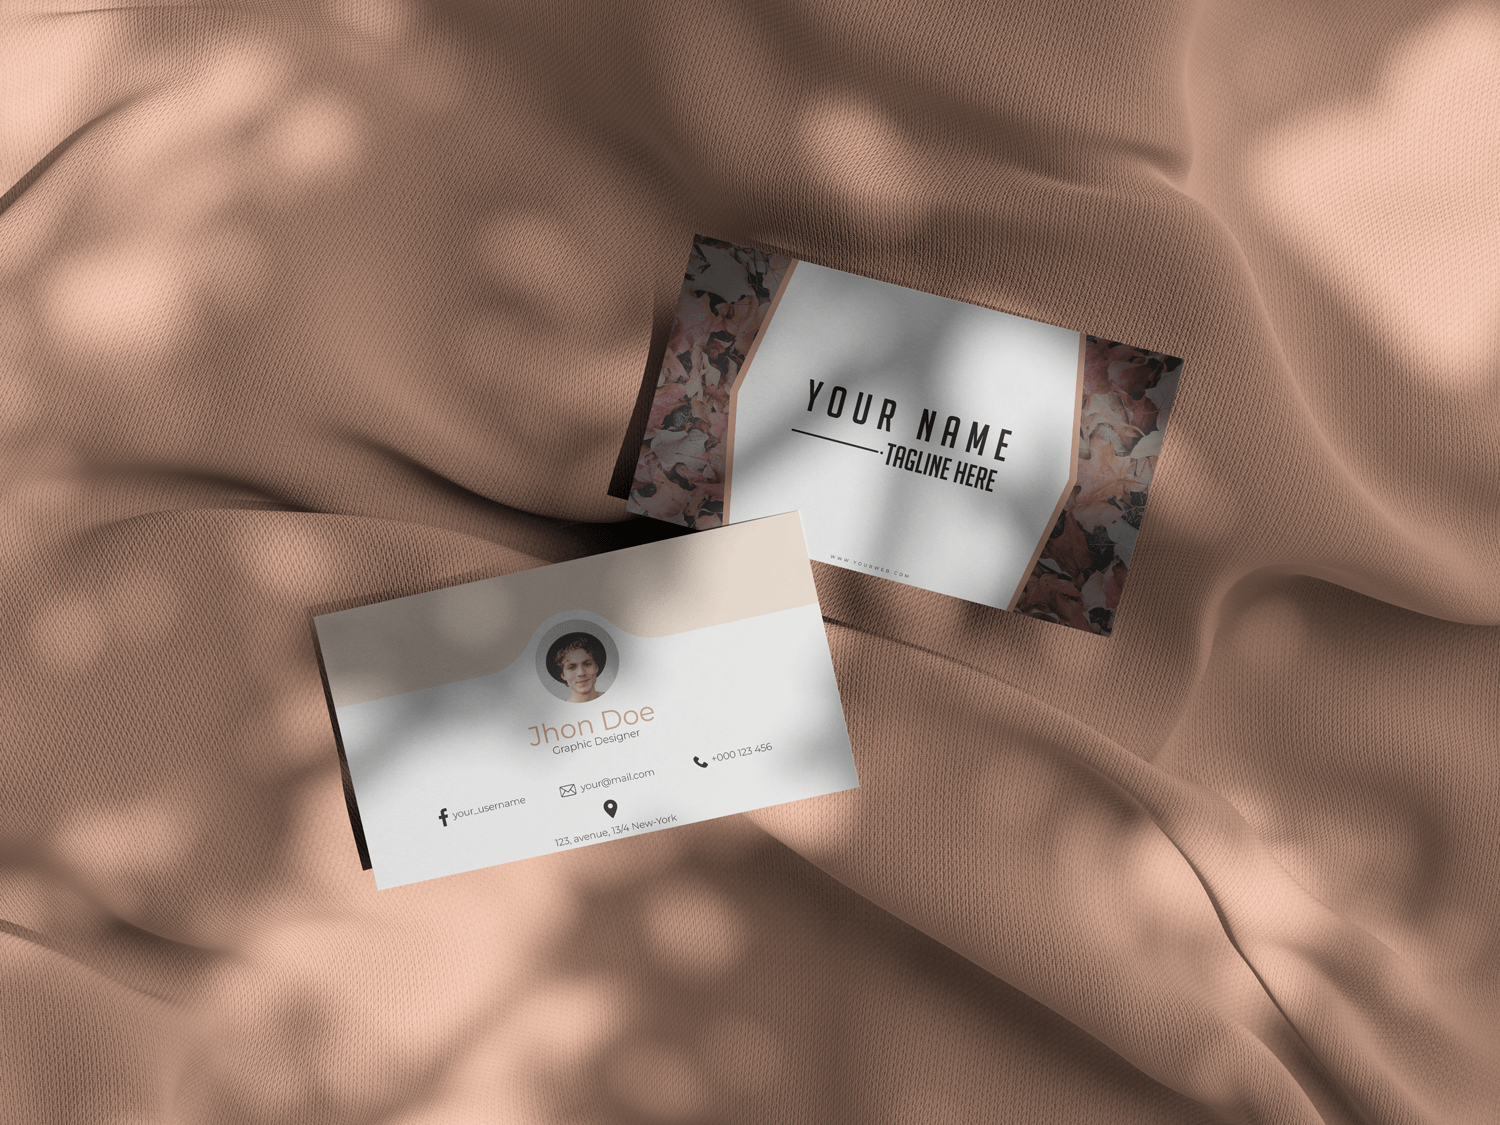 YOUR NAME
TAGLINE HERE
WWW.YOURWEB.COM
Jhon Doe
Graphic Designer
your_username
your@mail.com
+000 123 456
123, avenue, 13/4 New-York